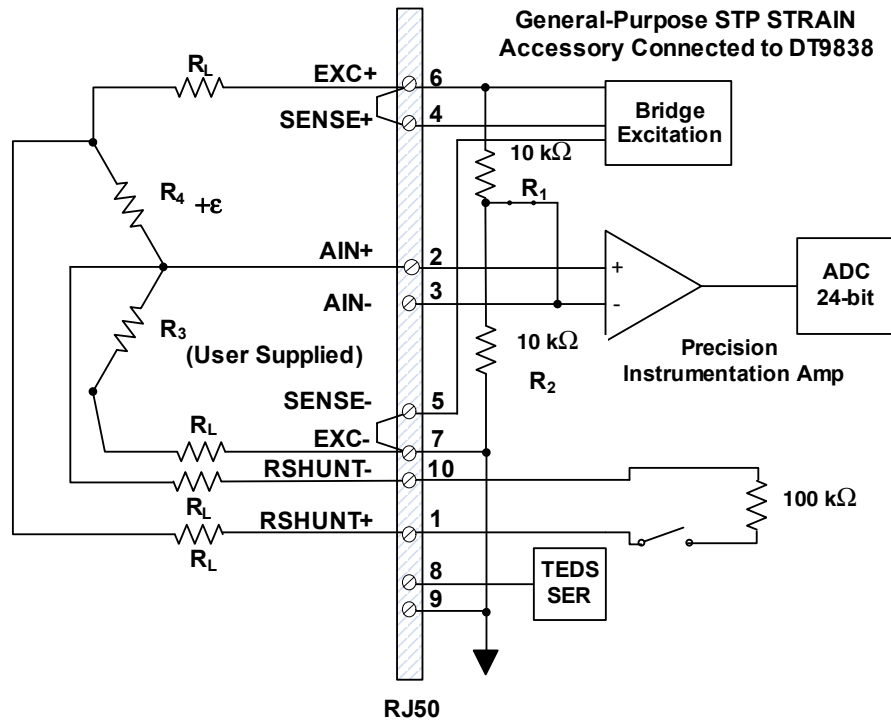 General-Purpose STP STRAIN
Accessory Connected to DT9838
RL
EXC+
6
SENSE+
4
Bridge
Excitation
10 kΩ
R1
R4
+ε
AIN+
2
+
AIN-
3
-
ADC
24-bit
R3
(User Supplied)
10 kΩ
R2
Precision
Instrumentation Amp
SENSE-
5
RL
EXC-
7
RSHUNT-
10
100 kΩ
RL
RSHUNT+
1
RL
8
TEDS
SER
9
RJ50